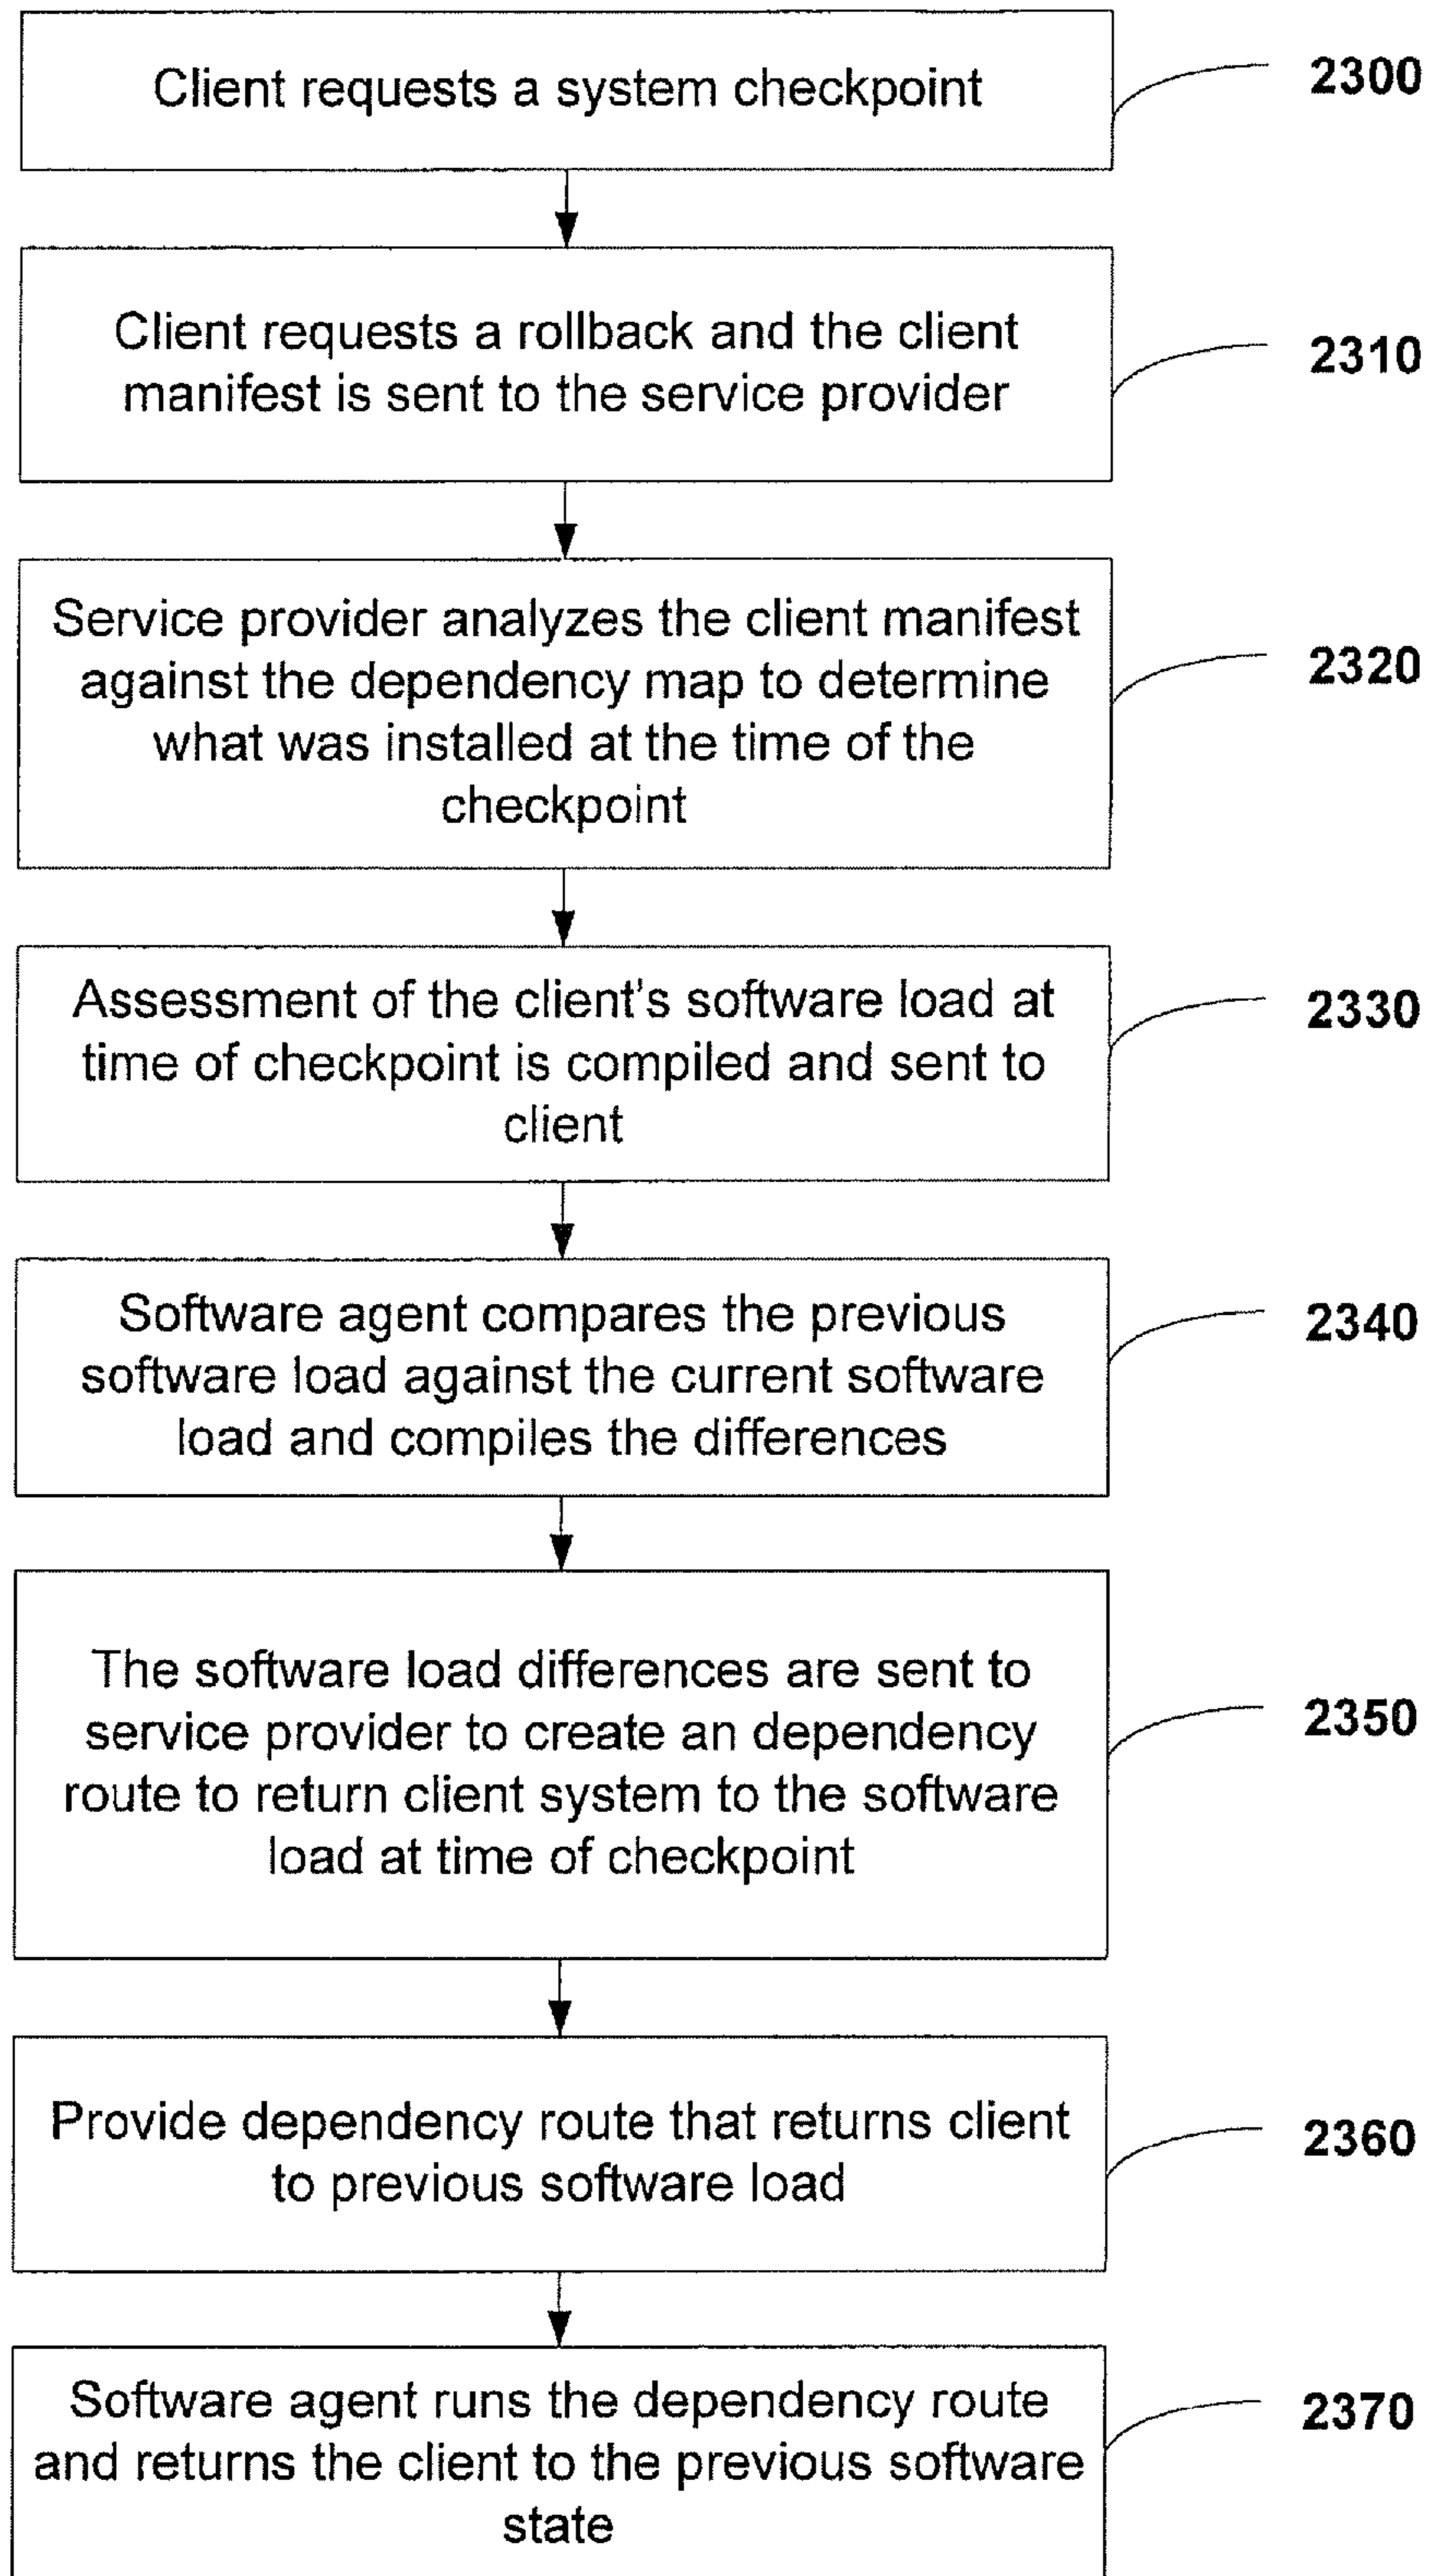 Client requests a system checkpoint
2300
Client requests a rollback and the client
manifest is sent to the service provider
2310
Service provider analyzes the client manifest
against the dependency map to determine
what was installed at the time of the
checkpoint
2320
Assessment of the client's software load at
time of checkpoint is compiled and sent to
client
2330
Software agent compares the previous
software load against the current software
load and compiles the differences
2340
The software load differences are sent to
service provider to create an dependency
route to return client system to the software
load at time of checkpoint
2350
Provide dependency route that returns client
to previous software load
2360
Software agent runs the dependency route
and returns the client to the previous software
state
2370